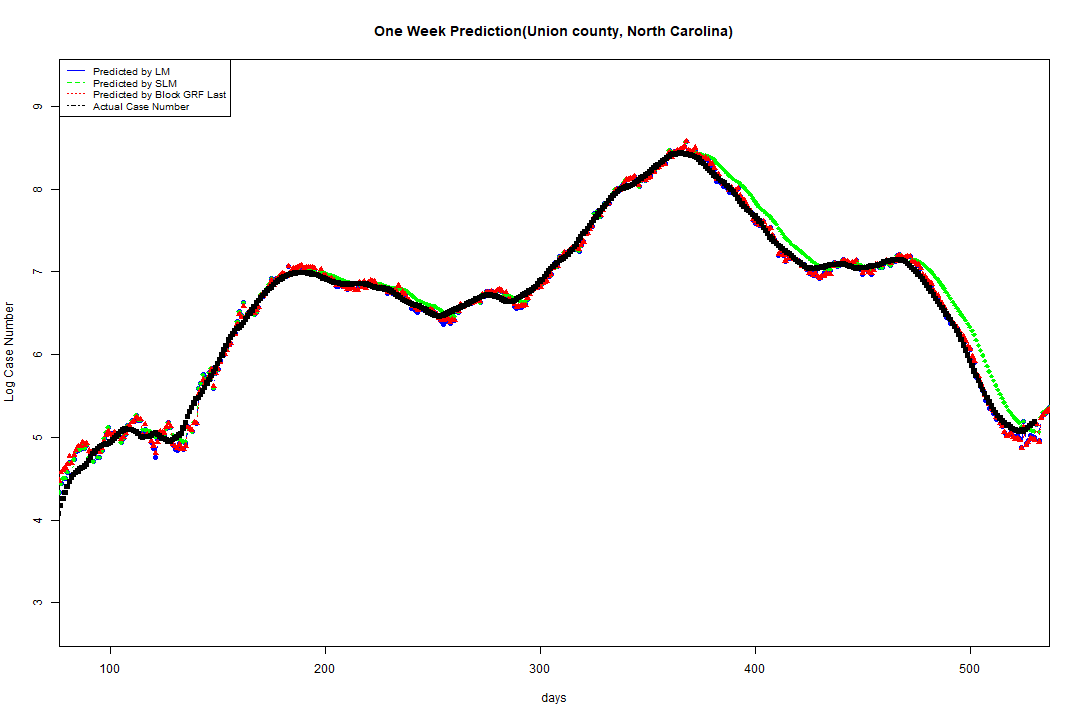 One Week Prediction(Union county, North Carolina)
Predicted by LM
Predicted by SLM
Predicted by Block GRF Last
Actual Case Number
9
8
7
6
5
4
3
Log Case Number
100 200 300 400 500
days